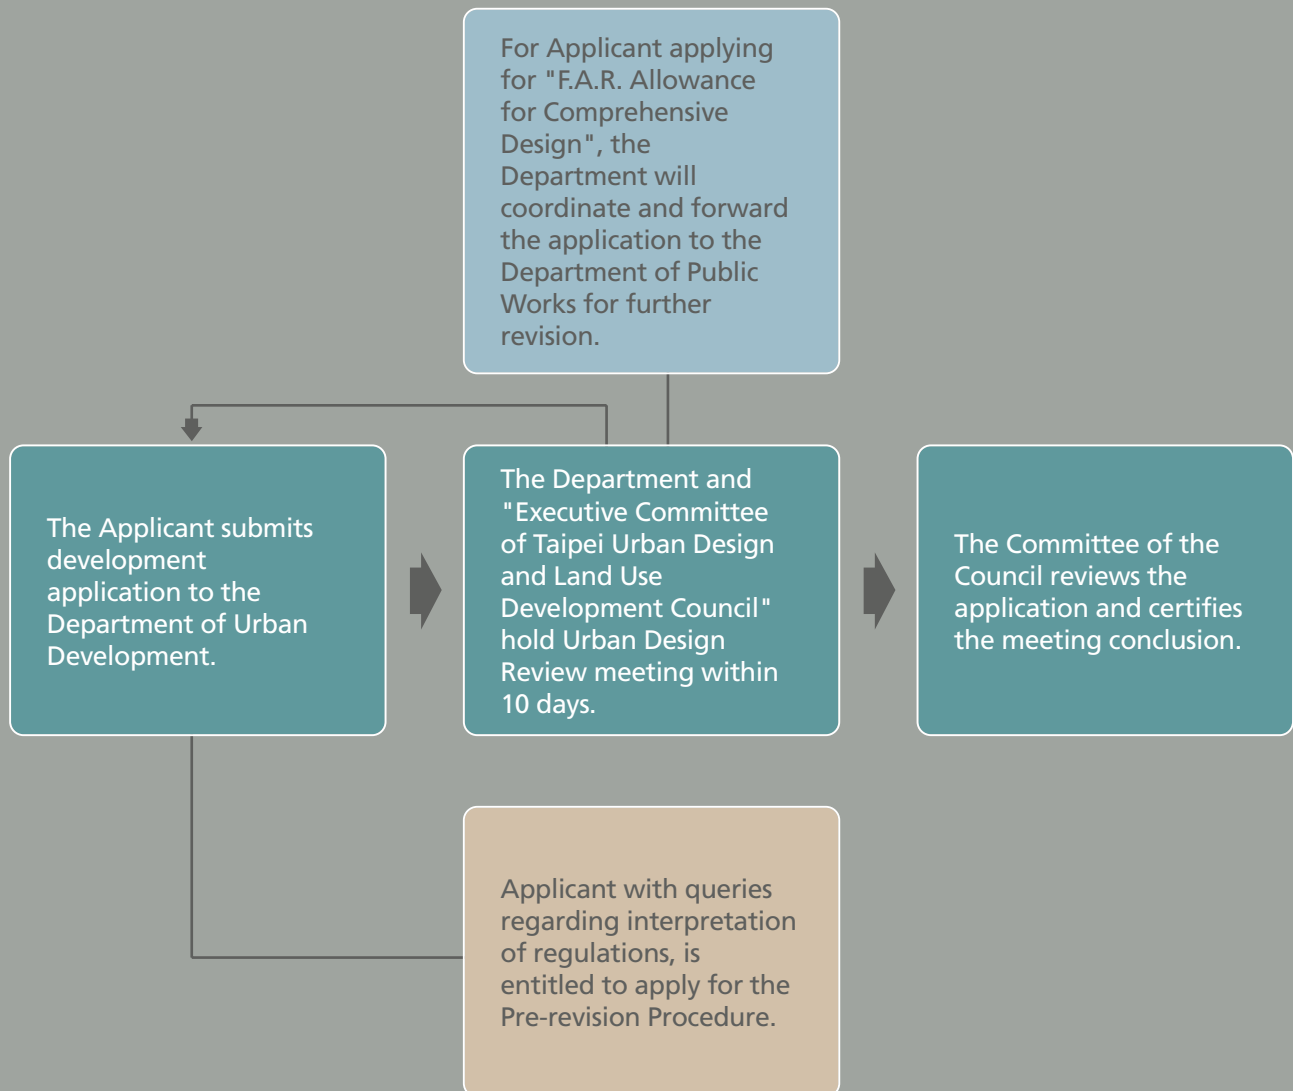 For Applicant applying
for "F.A.R. Allowance
for Comprehensive
Design", the
Department will
coordinate and forward
the application to the
Department of Public
Works for further
revision.
The Applicant submits
development
application to the
Department of Urban
Development.
The Department and
"Executive Committee
of Taipei Urban Design
and Land Use
Development Council"
hold Urban Design
Review meeting within
10 days.
The Committee of the
Council reviews the
application and certifies
the meeting conclusion.
Applicant with queries
regarding interpretation
of regulations, is
entitled to apply for the
Pre-revision Procedure.